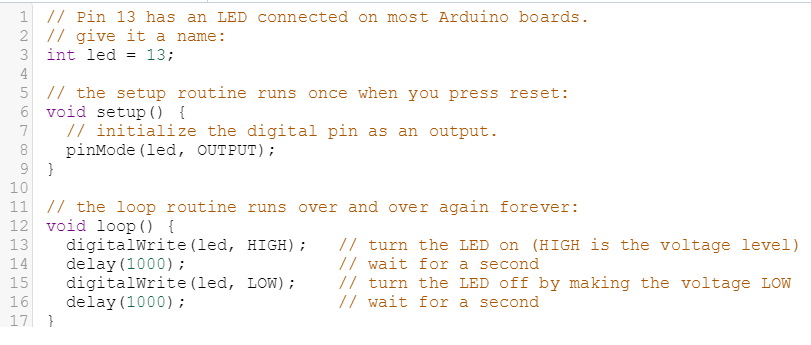 1 // Pin 13 has an LED connected on most Arduino boards.
2 // give it a name:
3 int led = 13;
4
5 // the setup routine runs once when you press reset:
6 void setup() {
7   // initialize the digital pin as an output.
8   pinMode(led, OUTPUT);
9 }
10
11 // the loop routine runs over and over again forever:
12 void loop() {
13   digitalWrite(led, HIGH);   // turn the LED on (HIGH is the voltage level)
14   delay(1000);               // wait for a second
15   digitalWrite(led, LOW);    // turn the LED off by making the voltage LOW
16   delay(1000);               // wait for a second
17 }